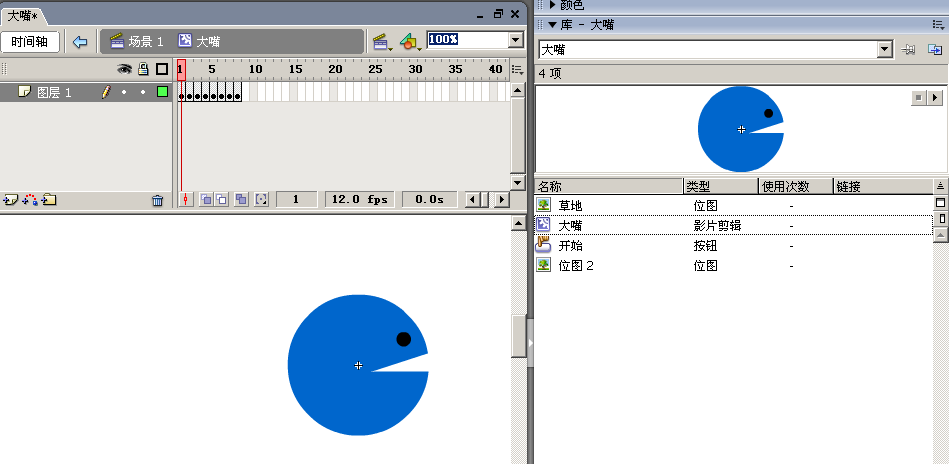 大嘴*
时间轴 场景 1 大嘴 100%
1 5 10 15 20 25 30 35 40
图层 1
1 12.0 fps 0.0s
颜色
库 - 大嘴
大嘴
4 项
名称 类型 使用次数 链接
草地 位图 -
大嘴 影片剪辑 -
开始 按钮 -
位图 2 位图 -